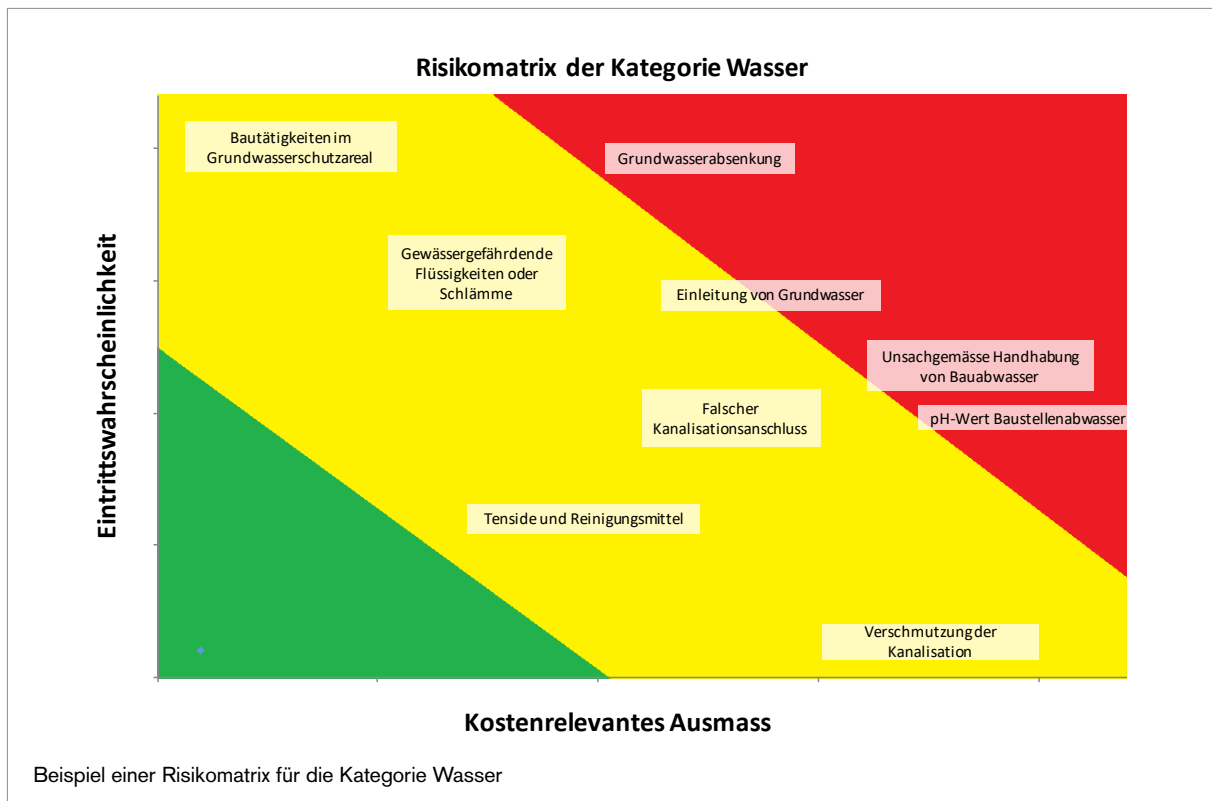 Risikomatrix der Kategorie Wasser
Bautätigkeiten im
Grundwasserschutzareal
Grundwasserabsenkung
Gewässergefährdende
Flüssigkeiten oder
Schlämme
Einleitung von Grundwasser
Unsachgemässe Handhabung
von Bauabwasser
Falscher
Kanalisationsanschluss
pH-Wert Baustellenabwasser
Tenside und Reinigungsmittel
Verschmutzung der
Kanalisation
Eintrittswahrscheinlichkeit
Kostenrelevantes Ausmass
Beispiel einer Risikomatrix für die Kategorie Wasser